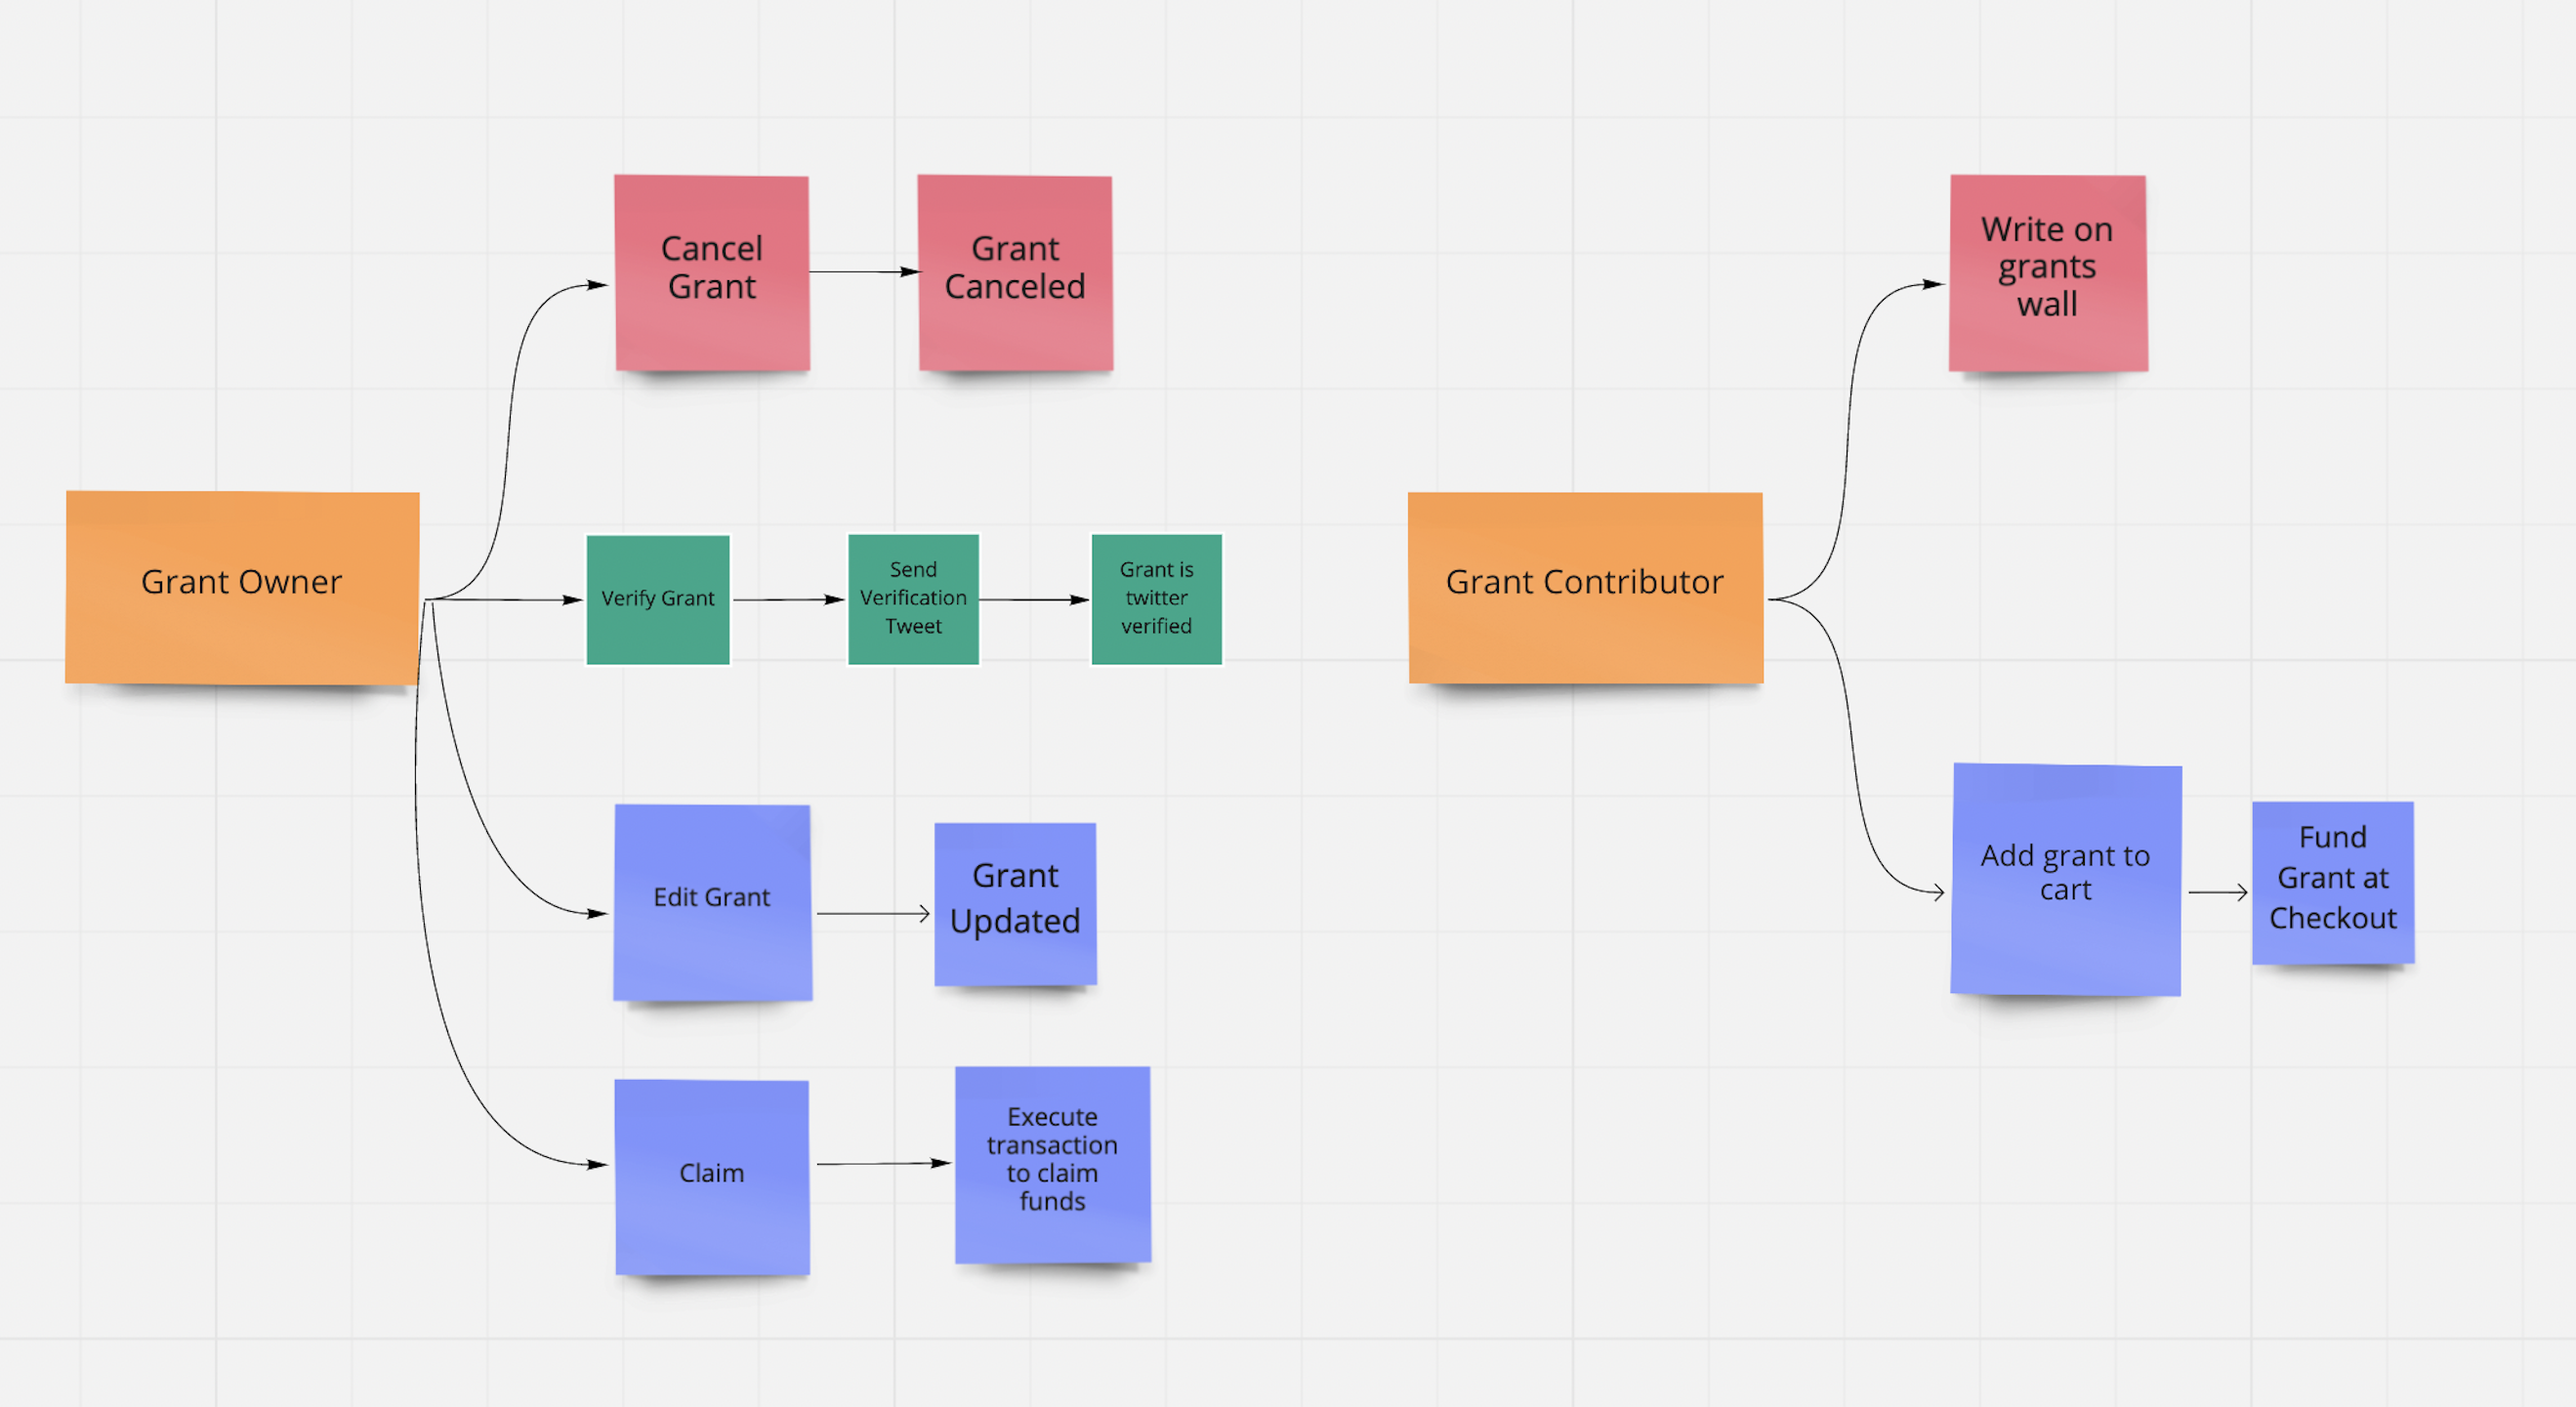 Cancel
Grant
Grant
Canceled
Write on
grants
wall
Grant Owner
Verify Grant
Send
Verification
Tweet
Grant is
twitter
verified
Grant Contributor
Edit Grant
Grant
Updated
Add grant to
cart
Fund
Grant at
Checkout
Claim
Execute
transaction
to claim
funds